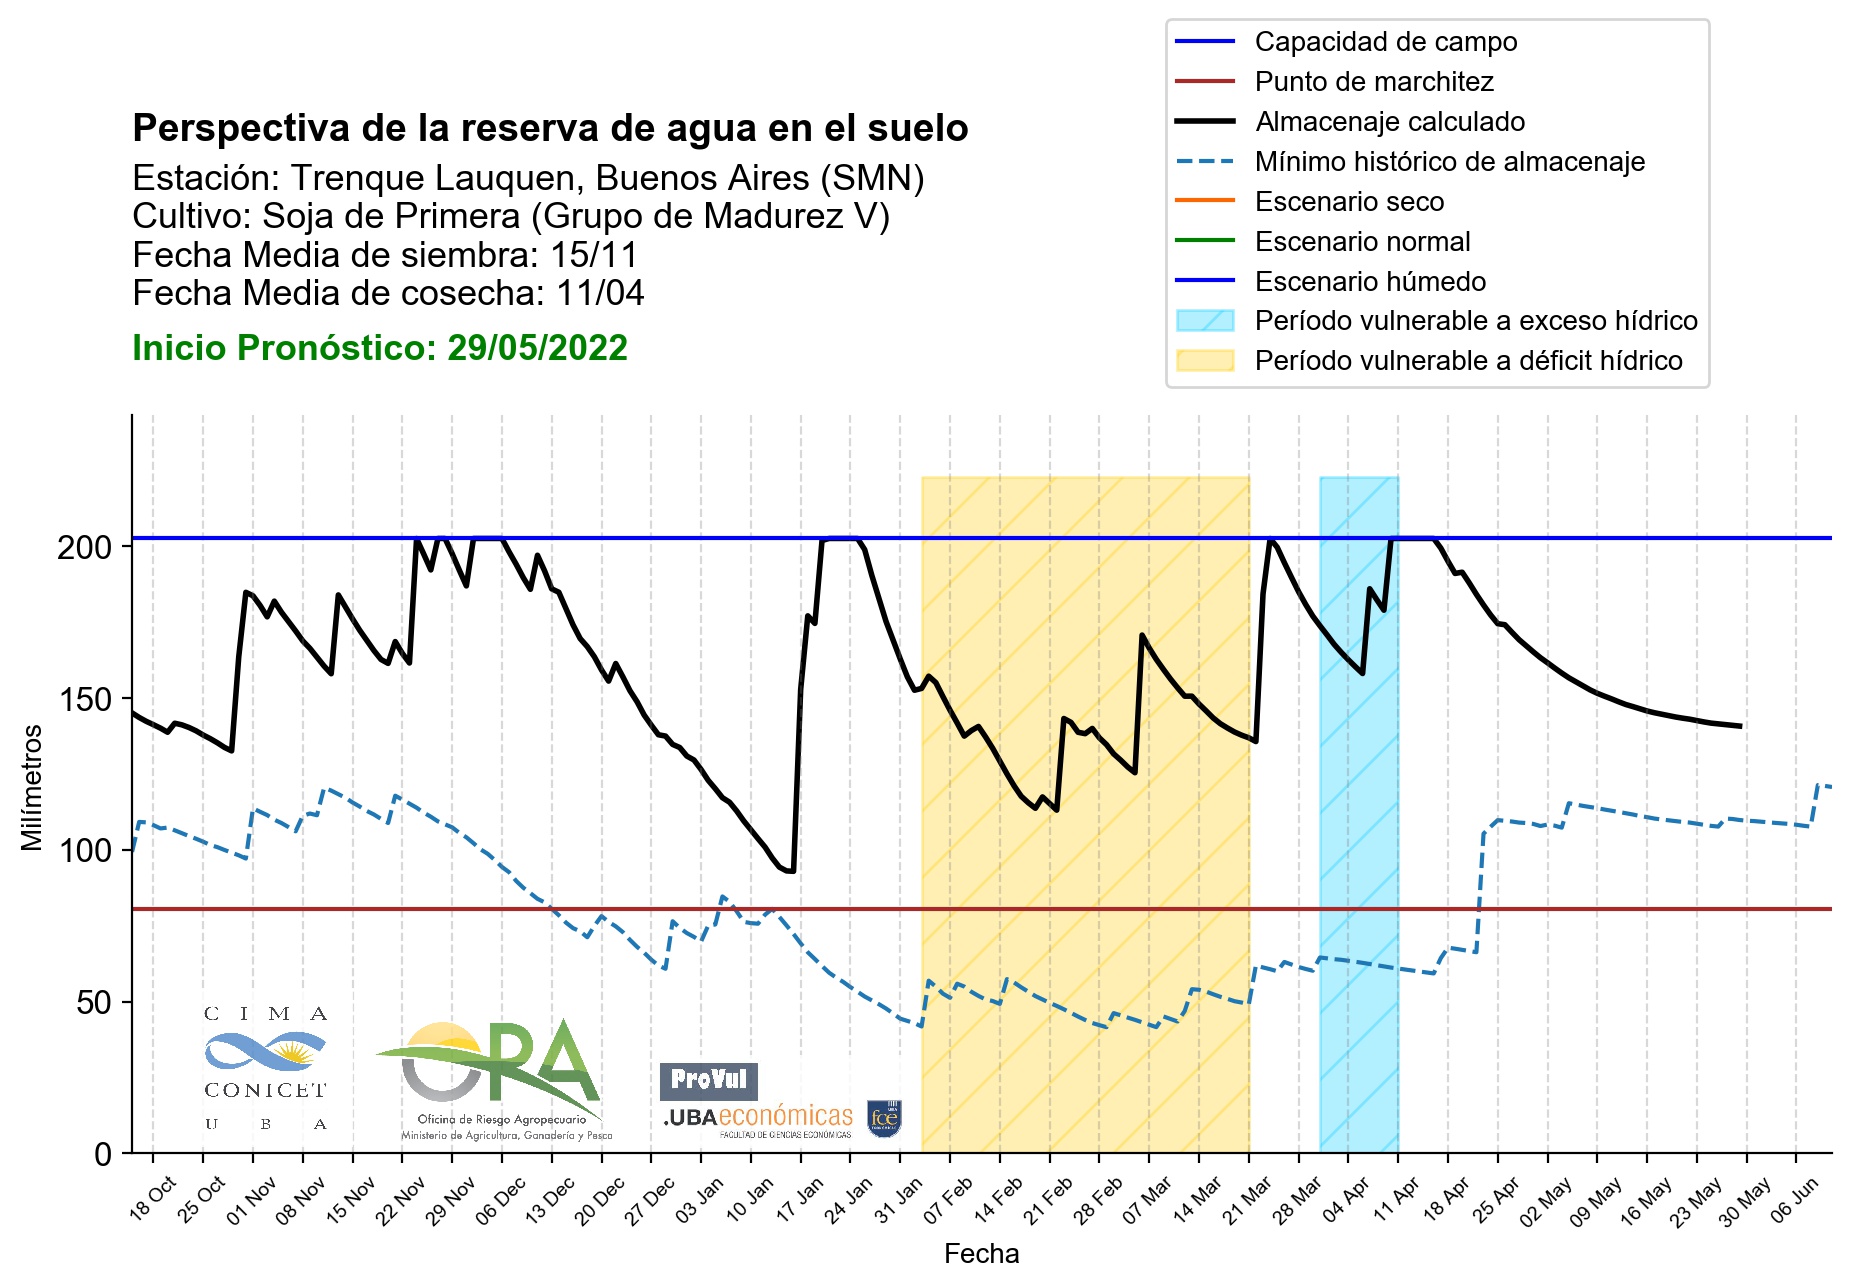 Capacidad de campo
Punto de marchitez
Almacenaje calculado
Mínimo histórico de almacenaje
Escenario seco
Escenario normal
Escenario húmedo
Período vulnerable a exceso hídrico
Período vulnerable a déficit hídrico
Perspectiva de la reserva de agua en el suelo
Estación: Trenque Lauquen, Buenos Aires (SMN)
Cultivo: Soja de Primera (Grupo de Madurez V)
Fecha Media de siembra: 15/11
Fecha Media de cosecha: 11/04
Inicio Pronóstico: 29/05/2022
Milímetros
200
150
100
50
0
C I M A
CONICET
U B A
ORA
Oficina de Riesgo Agropecuario
Ministerio de Agricultura, Ganadería y Pesca
ProVul
.UBAeconómicas
FACULTAD DE CIENCIAS ECONÓMICAS
fce
18 Oct
25 Oct
01 Nov
08 Nov
15 Nov
22 Nov
29 Nov
06 Dec
13 Dec
20 Dec
27 Dec
03 Jan
10 Jan
17 Jan
24 Jan
31 Jan
07 Feb
14 Feb
21 Feb
28 Feb
07 Mar
14 Mar
21 Mar
28 Mar
04 Apr
11 Apr
18 Apr
25 Apr
02 May
09 May
16 May
23 May
30 May
06 Jun
Fecha